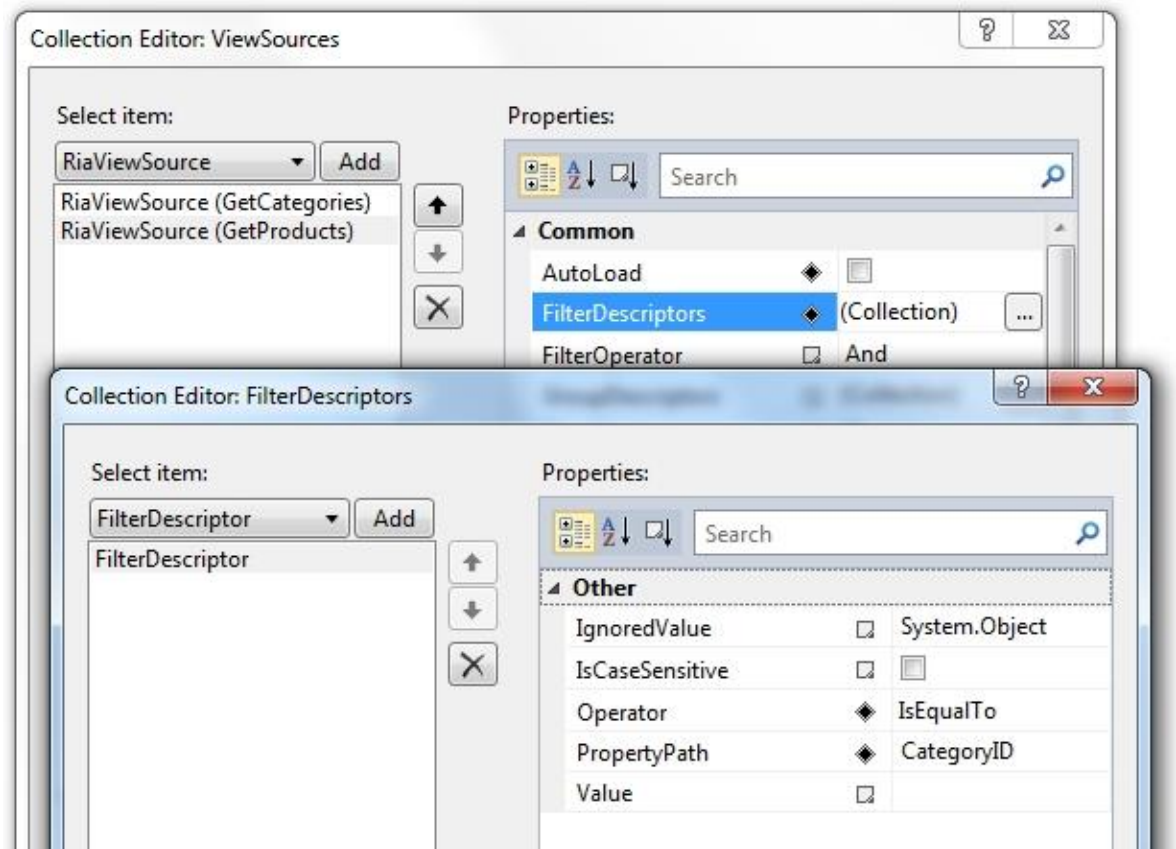 Collection Editor: ViewSources
Select item:
Properties:
RiaViewSource
Add
Search
RiaViewSource (GetCategories)
RiaViewSource (GetProducts)
Common
AutoLoad
FilterDescriptors (Collection) ...
FilterOperator And
Collection Editor: FilterDescriptors
Select item:
Properties:
FilterDescriptor
Add
Search
FilterDescriptor
Other
IgnoredValue System.Object
IsCaseSensitive
Operator IsEqualTo
PropertyPath CategoryID
Value